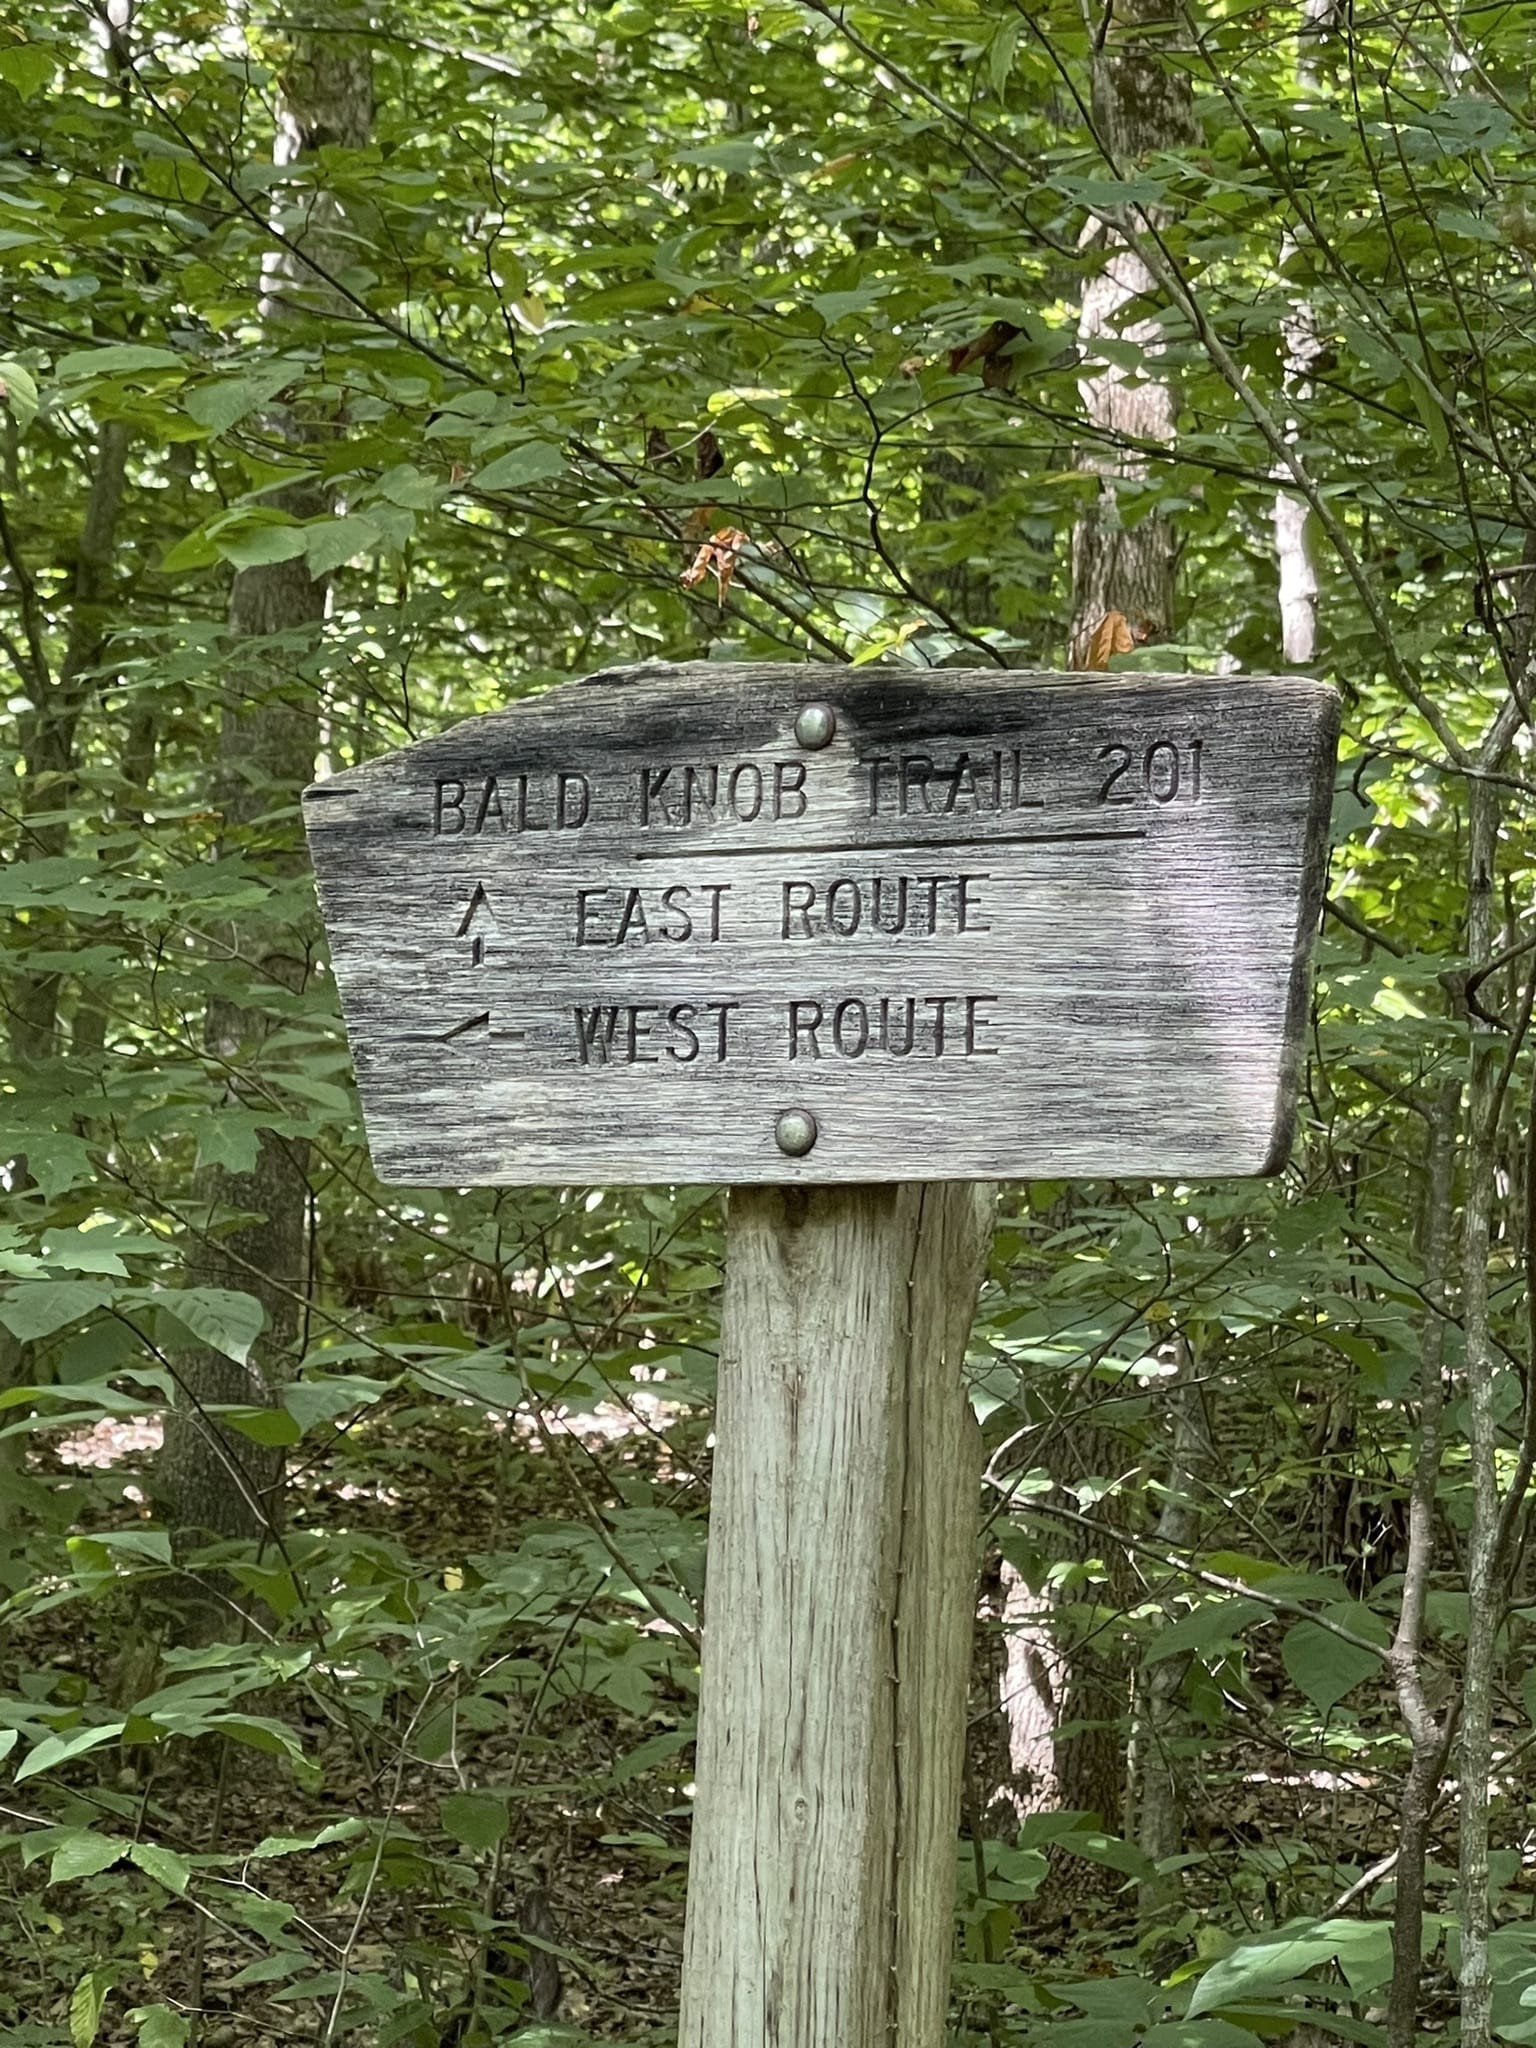 BALD KNOB TRAIL 201
↑ EAST ROUTE
← WEST ROUTE